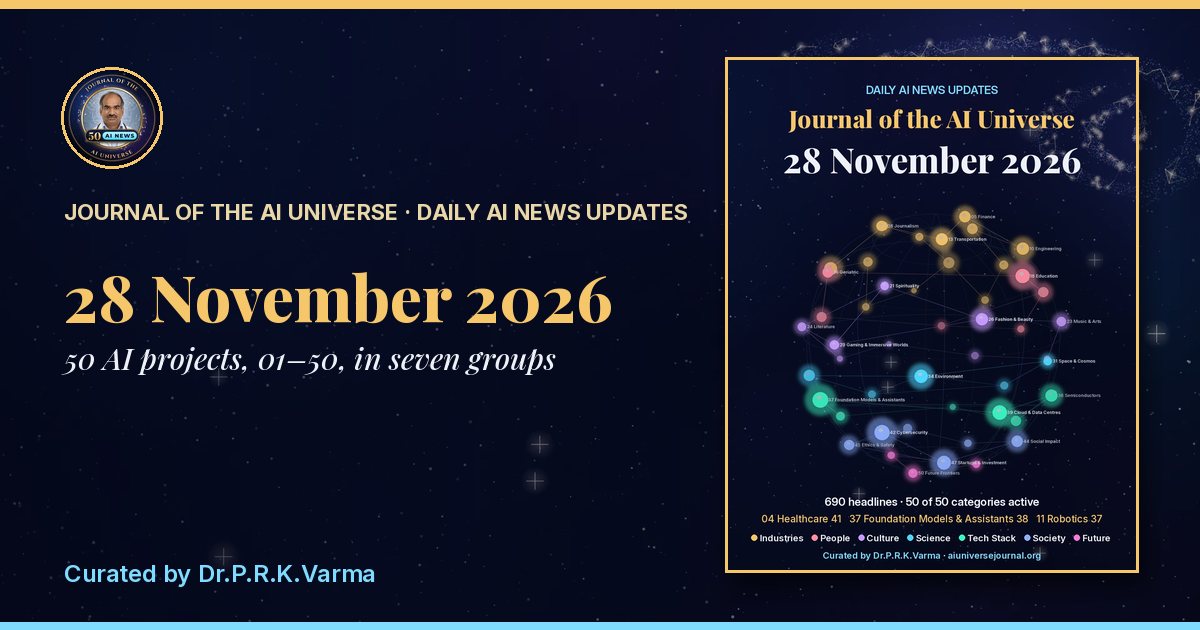 JOURNAL OF THE
50 AI NEWS
AI UNIVERSE
JOURNAL OF THE AI UNIVERSE · DAILY AI NEWS UPDATES
28 November 2026
50 AI projects, 01–50, in seven groups
Curated by Dr.P.R.K.Varma
DAILY AI NEWS UPDATES
Journal of the AI Universe
28 November 2026
05 Finance
Journalism
Transportation
10 Engineering
Geriatric
18 Education
21 Spirituality
24 Literature
26 Fashion & Beauty
23 Music & Arts
29 Gaming & Immersive Worlds
31 Space & Cosmos
34 Environment
37 Foundation Models & Assistants
38 Semiconductors
39 Cloud & Data Centres
42 Cybersecurity
45 Ethics & Safety
44 Social Impact
47 Startups & Investment
50 Future Frontiers
690 headlines · 50 of 50 categories active
04 Healthcare 41 37 Foundation Models & Assistants 38 11 Robotics 37
Industries People Culture Science Tech Stack Society Future
Curated by Dr.P.R.K.Varma · aiuniversejournal.org